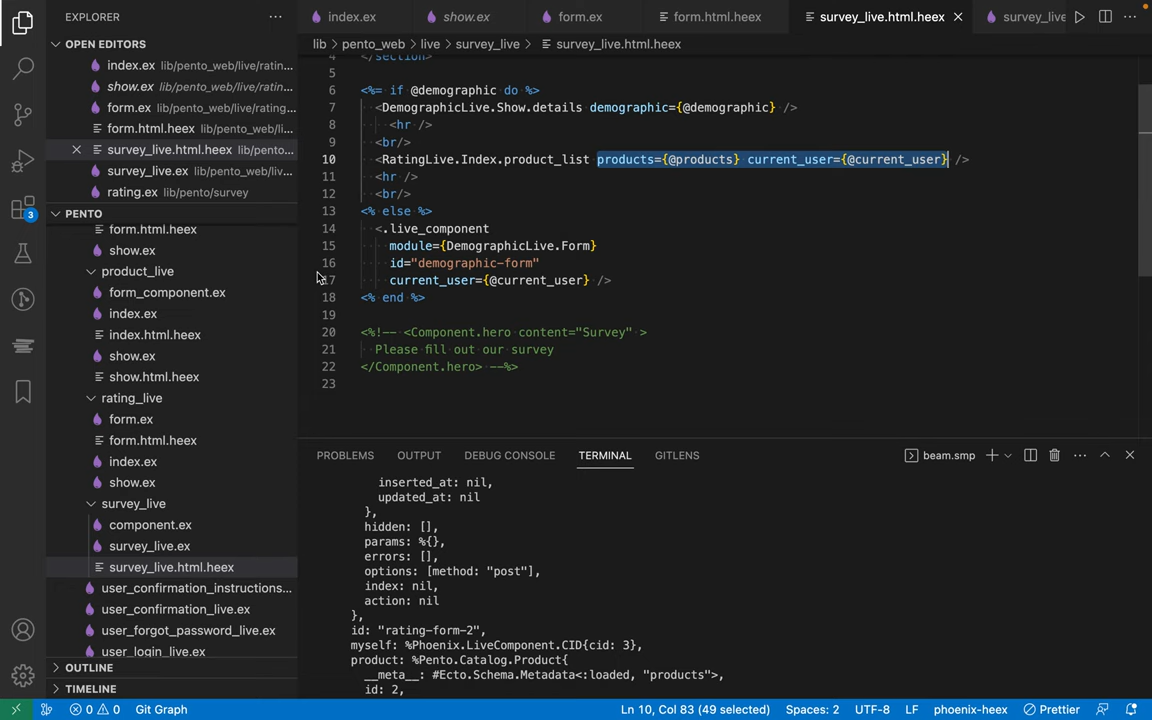 EXPLORER
index.ex
show.ex
form.ex
form.html.heex
survey_live.html.heex
survey_live
OPEN EDITORS
index.ex lib/pento_web/live/ratin...
show.ex lib/pento_web/live/ratin...
form.ex lib/pento_web/live/rating...
form.html.heex lib/pento_web/li...
survey_live.html.heex lib/pento...
survey_live.ex lib/pento_web/liv...
rating.ex lib/pento/survey
PENTO
form.html.heex
show.ex
product_live
form_component.ex
index.ex
index.html.heex
show.ex
show.html.heex
rating_live
form.ex
form.html.heex
index.ex
show.ex
survey_live
component.ex
survey_live.ex
survey_live.html.heex
user_confirmation_instructions...
user_confirmation_live.ex
user_forgot_password_live.ex
user_login_live.ex
OUTLINE
TIMELINE
3
lib > pento_web > live > survey_live > survey_live.html.heex
4 </section>
5
6 <%= if @demographic do %>
7 <DemographicLive.Show.details demographic={@demographic} />
8 <hr />
9 <br/>
10 <RatingLive.Index.product_list products={@products} current_user={@current_user} />
11 <hr />
12 <br/>
13 <% else %>
14 <.live_component
15 module={DemographicLive.Form}
16 id="demographic-form"
17 current_user={@current_user} />
18 <% end %>
19
20 <%!-- <Component.hero content="Survey" >
21 Please fill out our survey
22 </Component.hero> --%>
23
PROBLEMS OUTPUT DEBUG CONSOLE TERMINAL GITLENS
beam.smp
inserted_at: nil,
updated_at: nil
},
hidden: [],
params: %{},
errors: [],
options: [method: "post"],
index: nil,
action: nil
},
id: "rating-form-2",
myself: %Phoenix.LiveComponent.CID{cid: 3},
product: %Pento.Catalog.Product{
__meta__: #Ecto.Schema.Metadata<:loaded, "products">,
id: 2,
0 0 Git Graph
Ln 10, Col 83 (49 selected) Spaces: 2 UTF-8 LF phoenix-heex Prettier